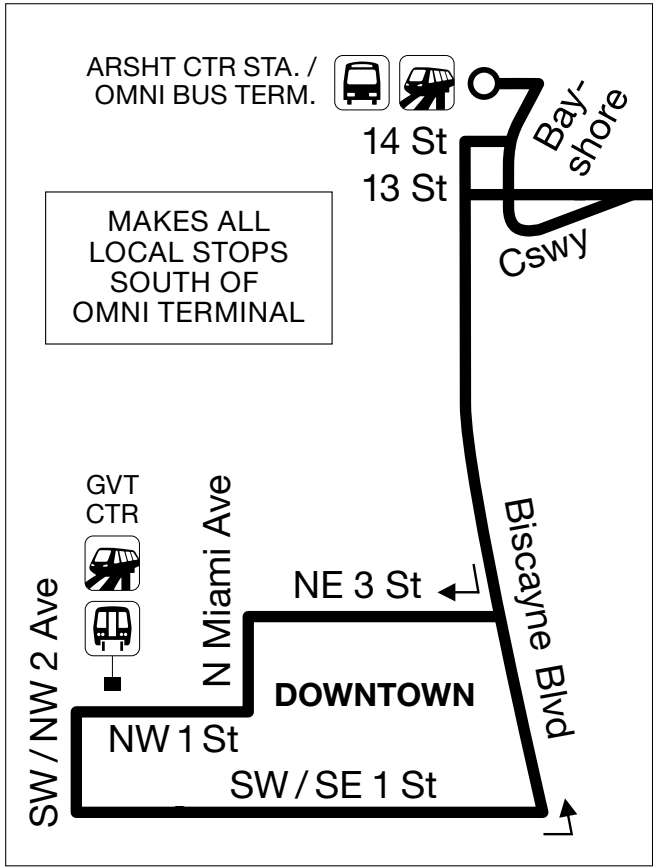 ARSHT CTR STA. /
OMNI BUS TERM.
Bay-
shore
14 St
13 St
Cswy
MAKES ALL
LOCAL STOPS
SOUTH OF
OMNI TERMINAL
GVT
CTR
N Miami Ave
Biscayne Blvd
NE 3 St
SW / NW 2 Ave
DOWNTOWN
NW 1 St
SW / SE 1 St